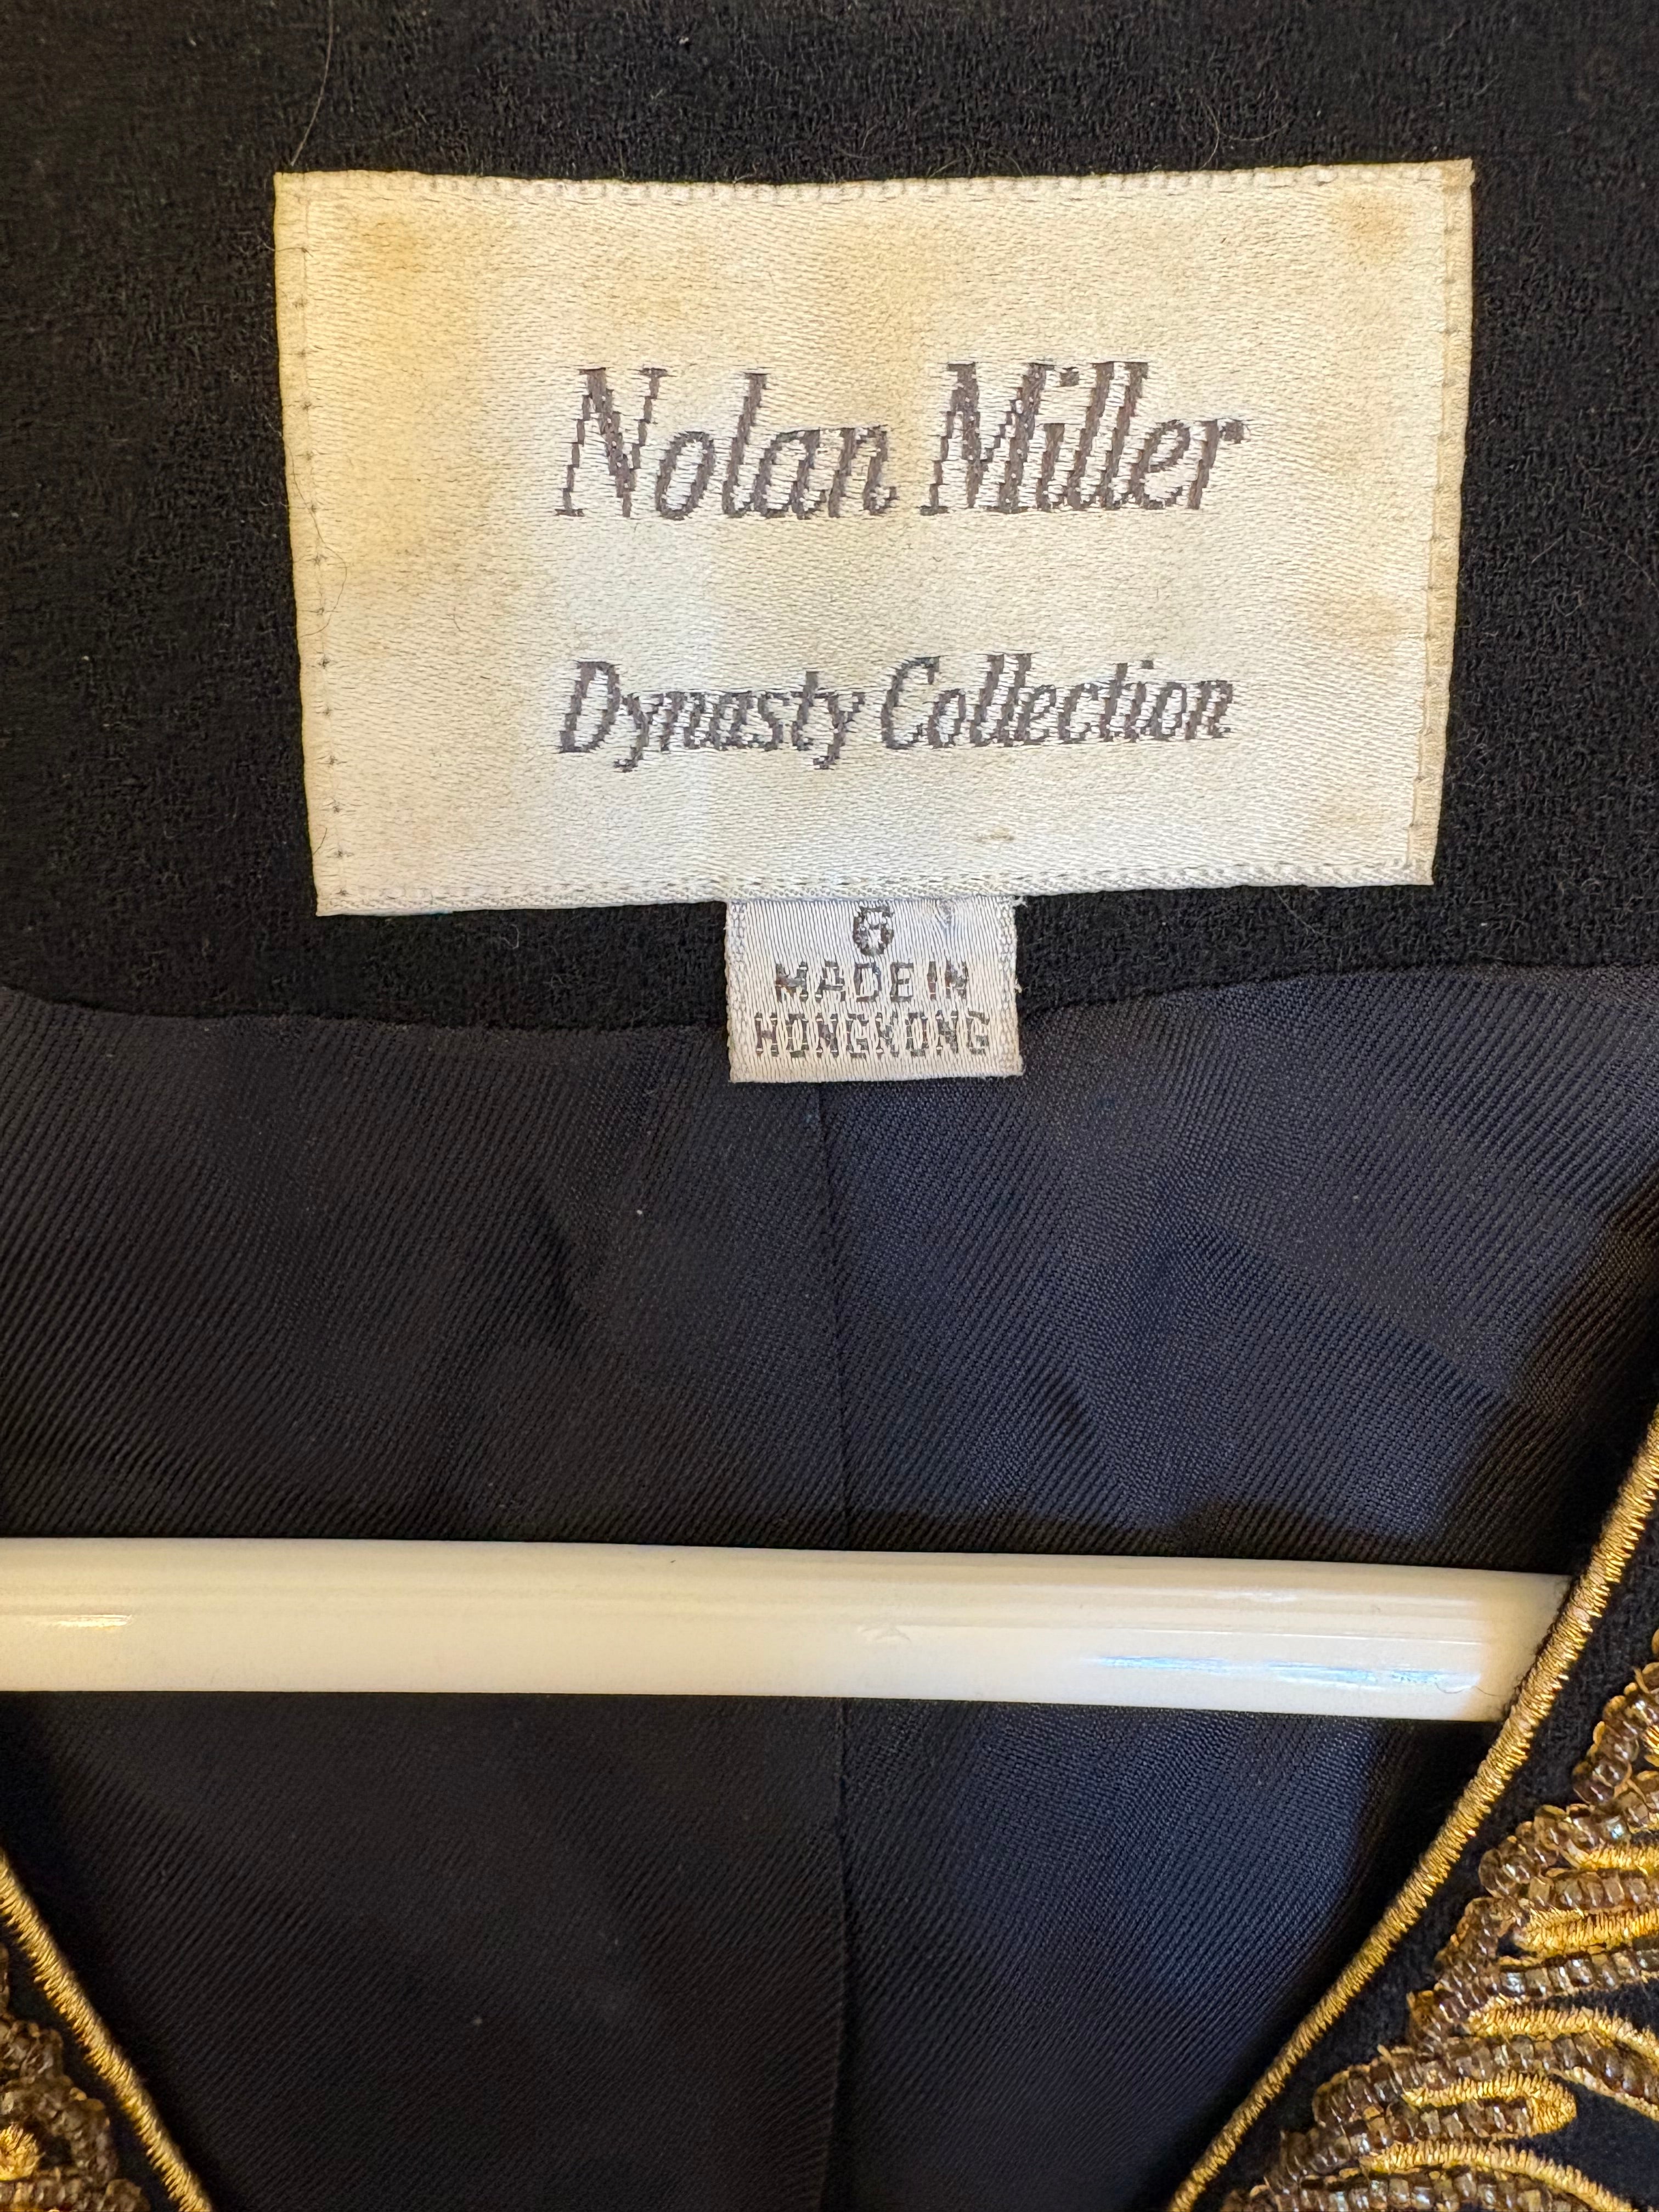 Nolan Miller
Dynasty Collection
6
MADE IN
HONGKONG